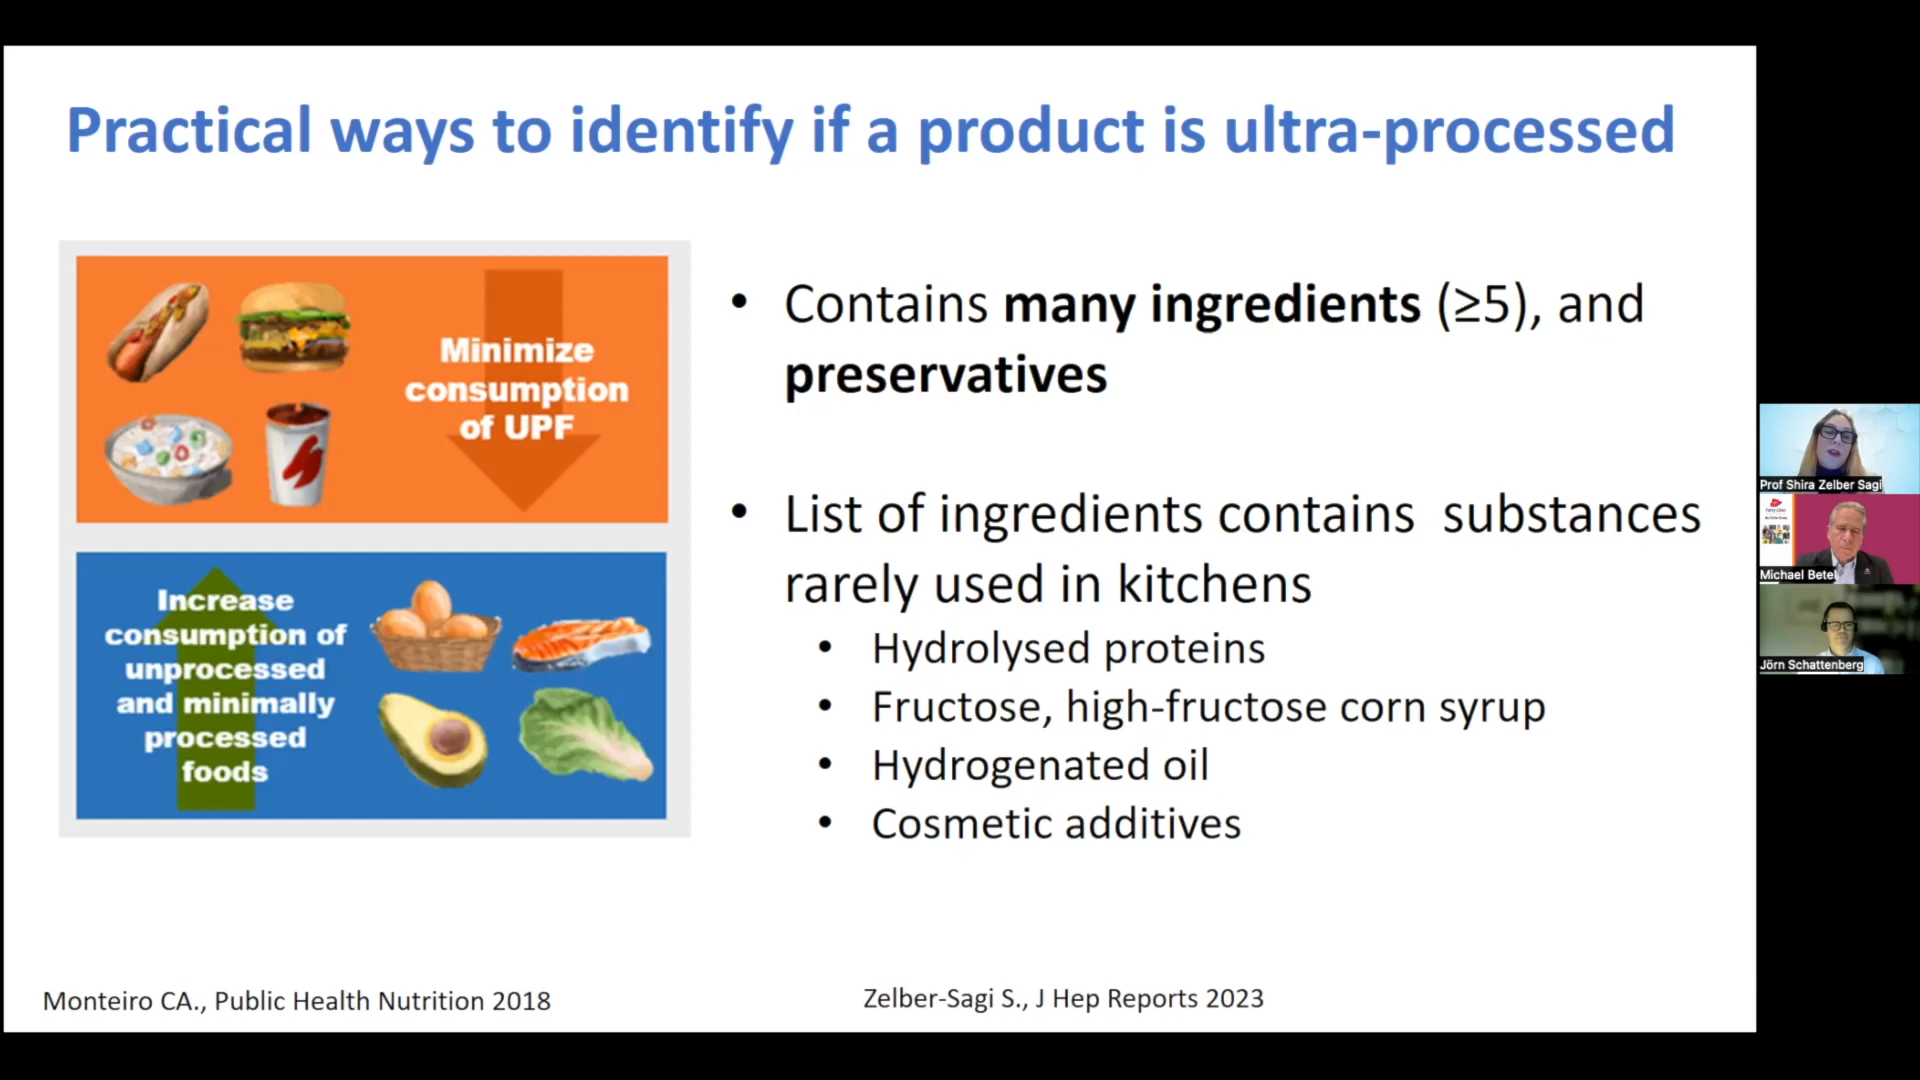 Practical ways to identify if a product is ultra-processed
Minimize
consumption
of UPF
Increase
consumption of
unprocessed
and minimally
processed
foods
• Contains many ingredients (≥5), and
preservatives
• List of ingredients contains substances
rarely used in kitchens
• Hydrolysed proteins
• Fructose, high-fructose corn syrup
• Hydrogenated oil
• Cosmetic additives
Monteiro CA., Public Health Nutrition 2018
Zelber-Sagi S., J Hep Reports 2023
Prof Shira Zelber Sagi
Michael Betel
Jörn Schattenberg